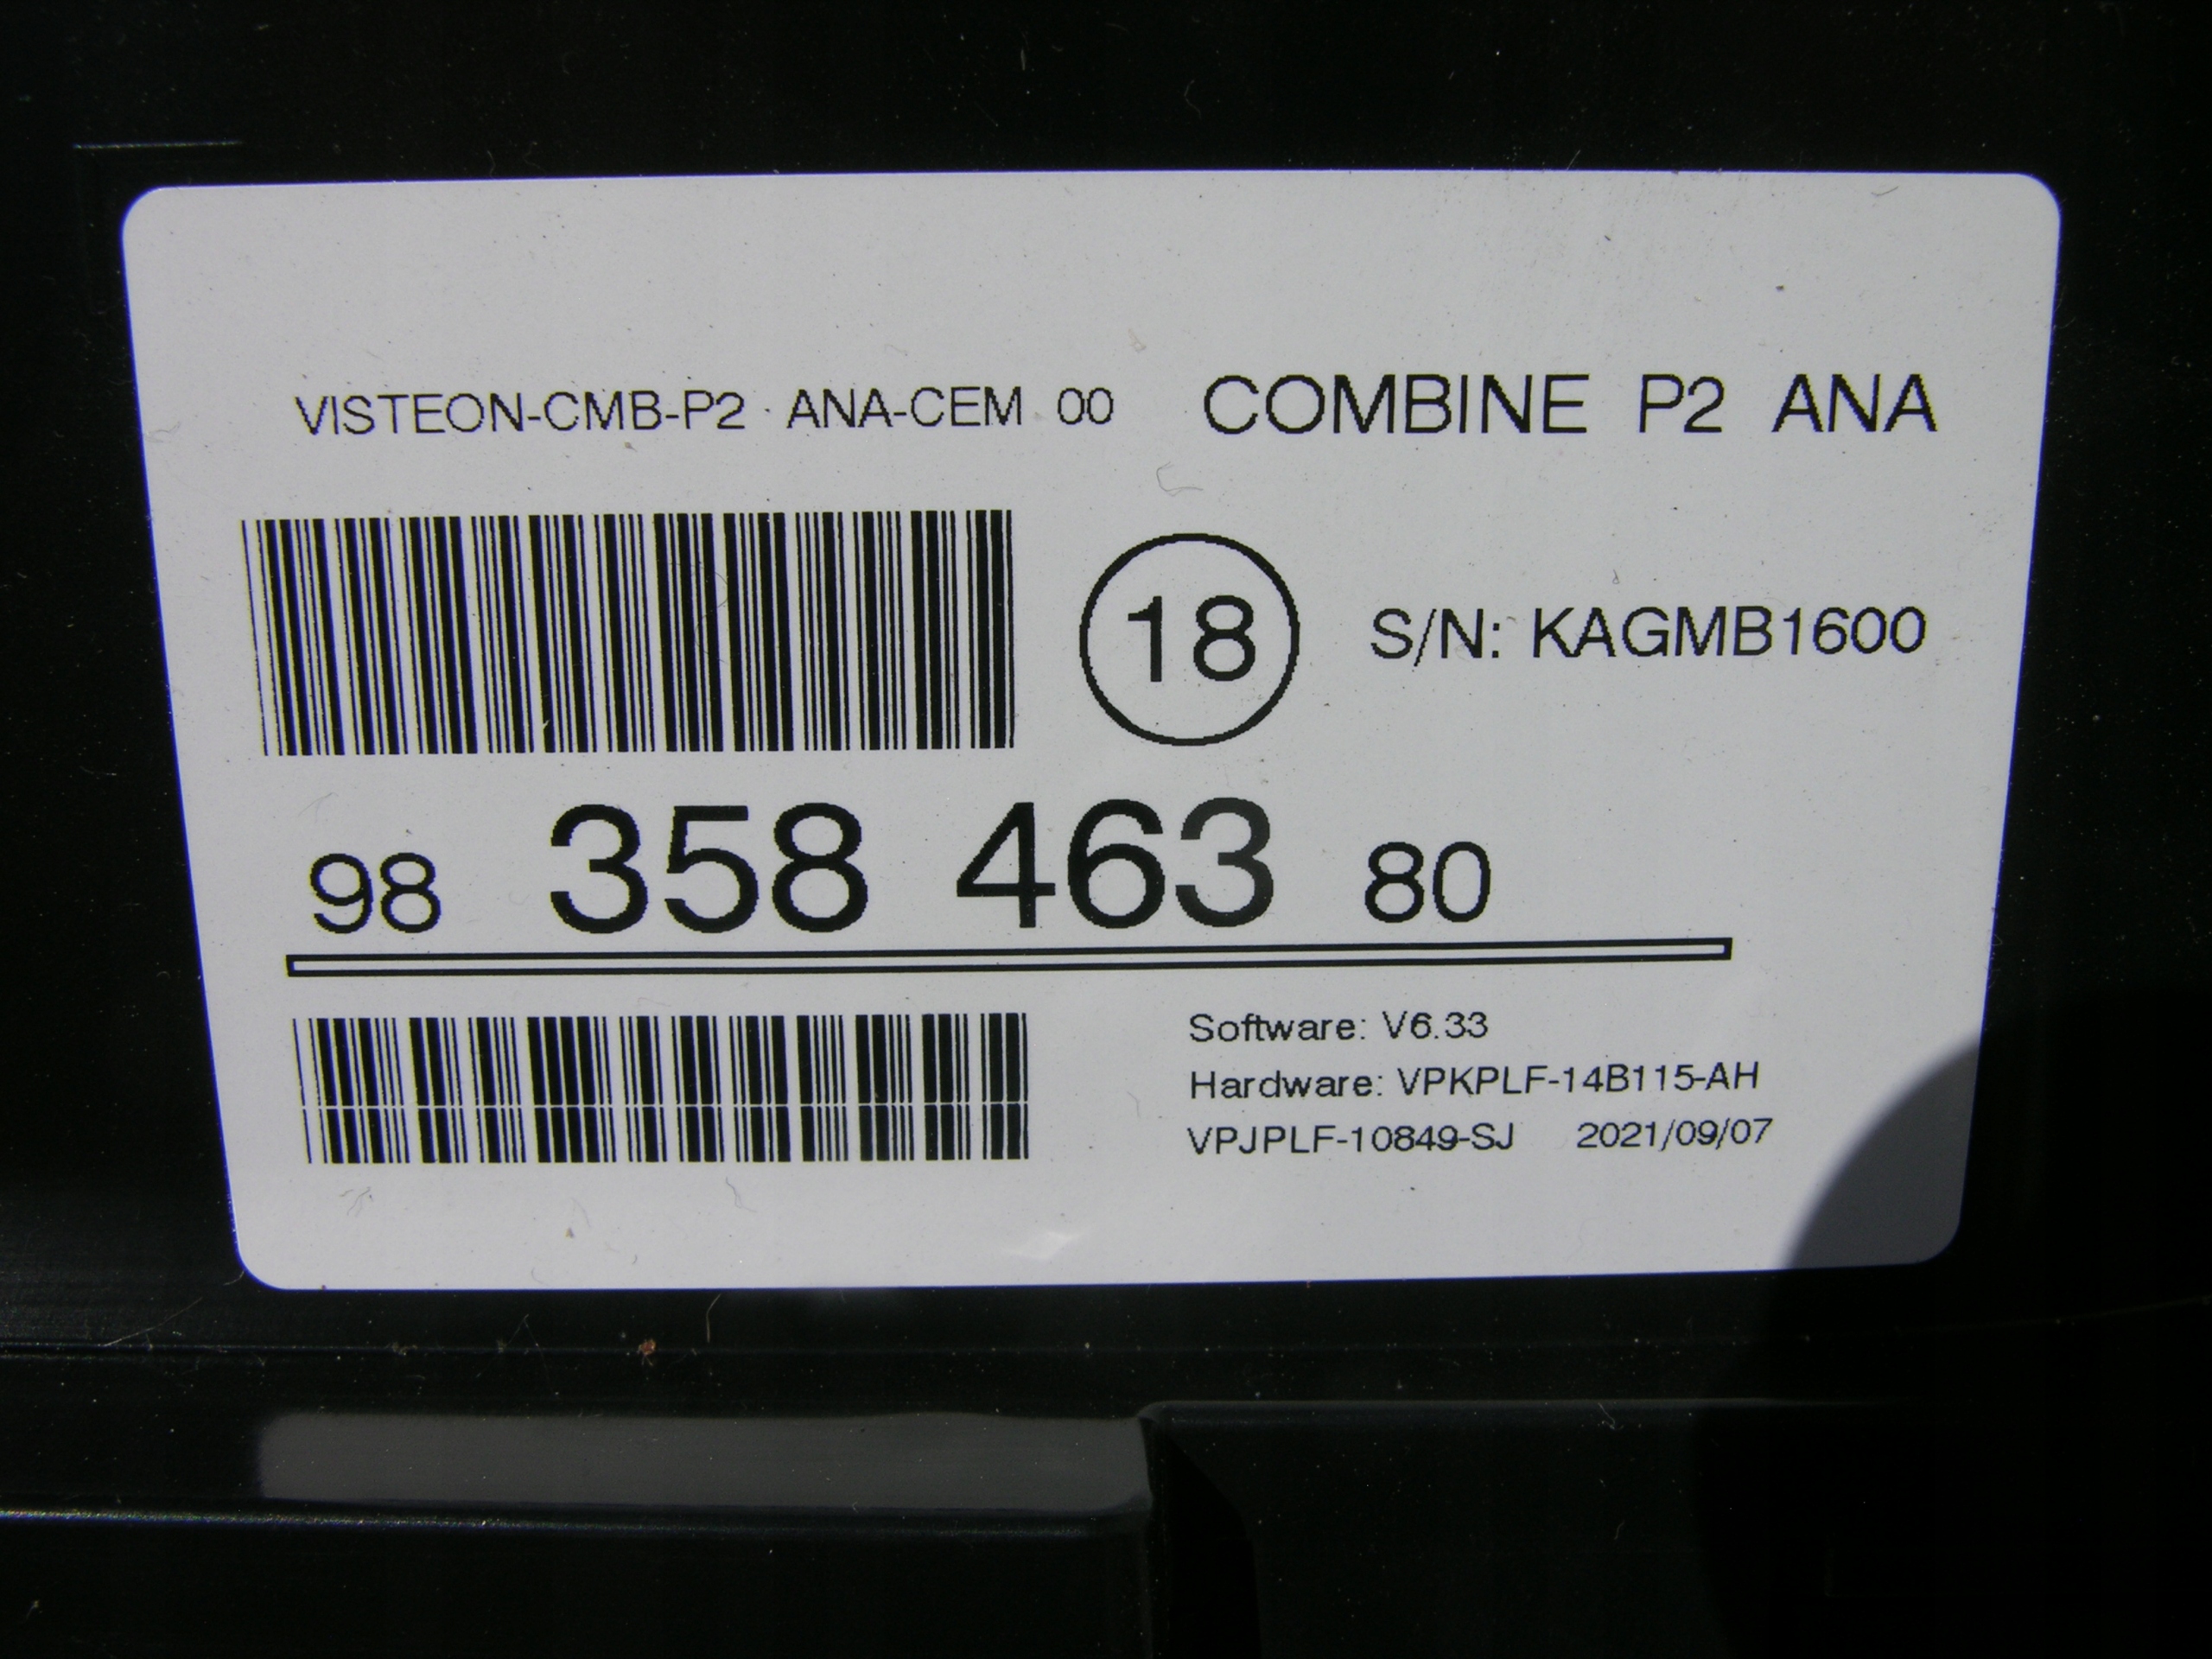 VISTEON-CMB-P2 ANA-CEM 00 COMBINE P2 ANA
18 S/N: KAGMB1600
98 358 463 80
Software: V6.33
Hardware: VPKPLF-14B115-AH
VPJPLF-10849-SJ 2021/09/07